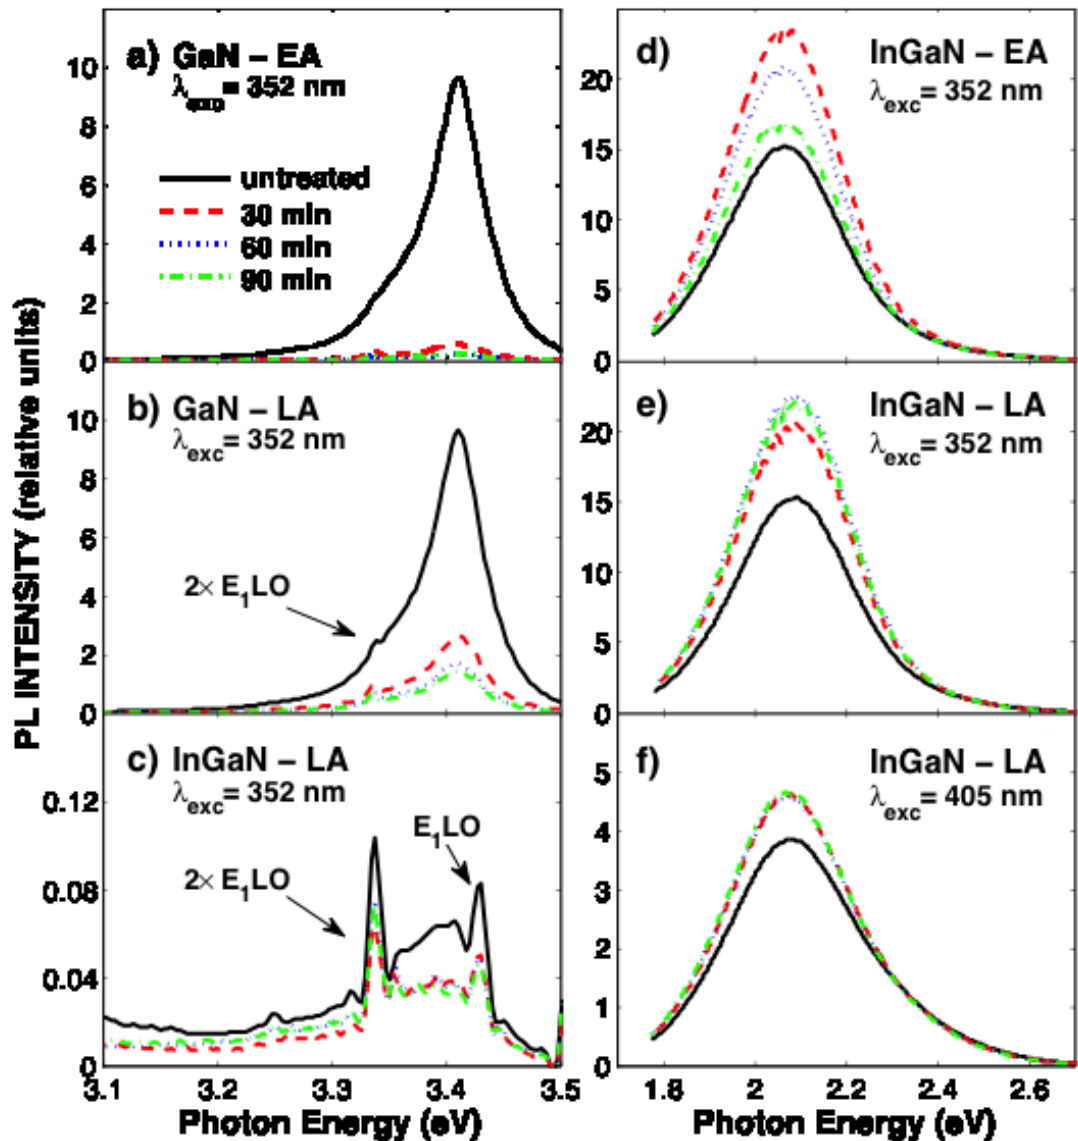 PL INTENSITY (relative units)
a) GaN – EA
λexc= 352 nm
untreated
30 min
60 min
90 min
10
8
6
4
2
0
b) GaN – LA
λexc= 352 nm
2× E1LO
10
8
6
4
2
0
c) InGaN – LA
λexc= 352 nm
E1LO
2× E1LO
0.12
0.08
0.04
0
3.1 3.2 3.3 3.4 3.5
Photon Energy (eV)
d) InGaN – EA
λexc= 352 nm
20
15
10
5
0
e) InGaN – LA
λexc= 352 nm
20
15
10
5
0
f) InGaN – LA
λexc= 405 nm
5
4
3
2
1
0
1.8 2 2.2 2.4 2.6
Photon Energy (eV)